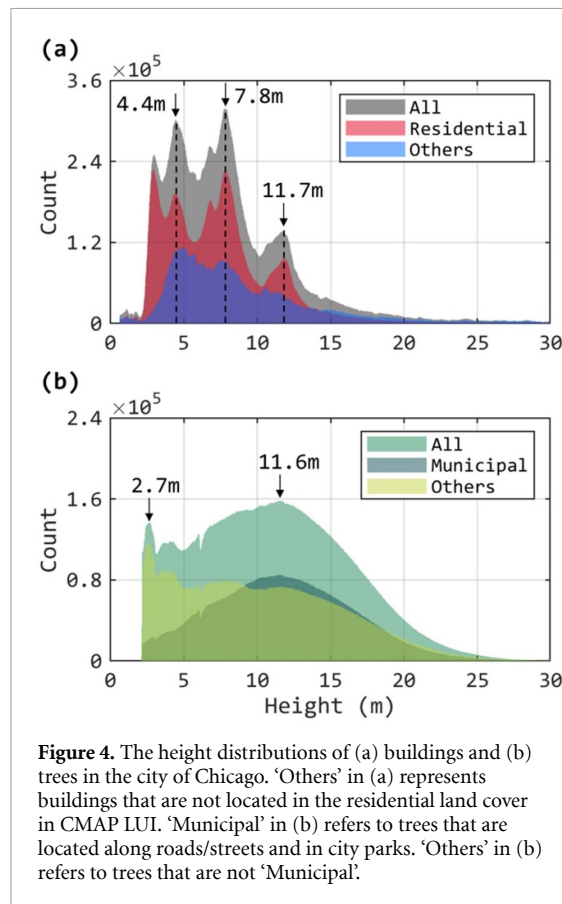 (a)
×10⁵
3.6
2.4
1.2
0
Count
4.4m
7.8m
11.7m
All
Residential
Others
0 5 10 15 20 25 30
(b)
×10⁵
2.4
1.6
0.8
0
Count
2.7m
11.6m
All
Municipal
Others
0 5 10 15 20 25 30
Height (m)
Figure 4. The height distributions of (a) buildings and (b)
trees in the city of Chicago. ‘Others’ in (a) represents
buildings that are not located in the residential land cover
in CMAP LUI. ‘Municipal’ in (b) refers to trees that are
located along roads/streets and in city parks. ‘Others’ in (b)
refers to trees that are not ‘Municipal’.